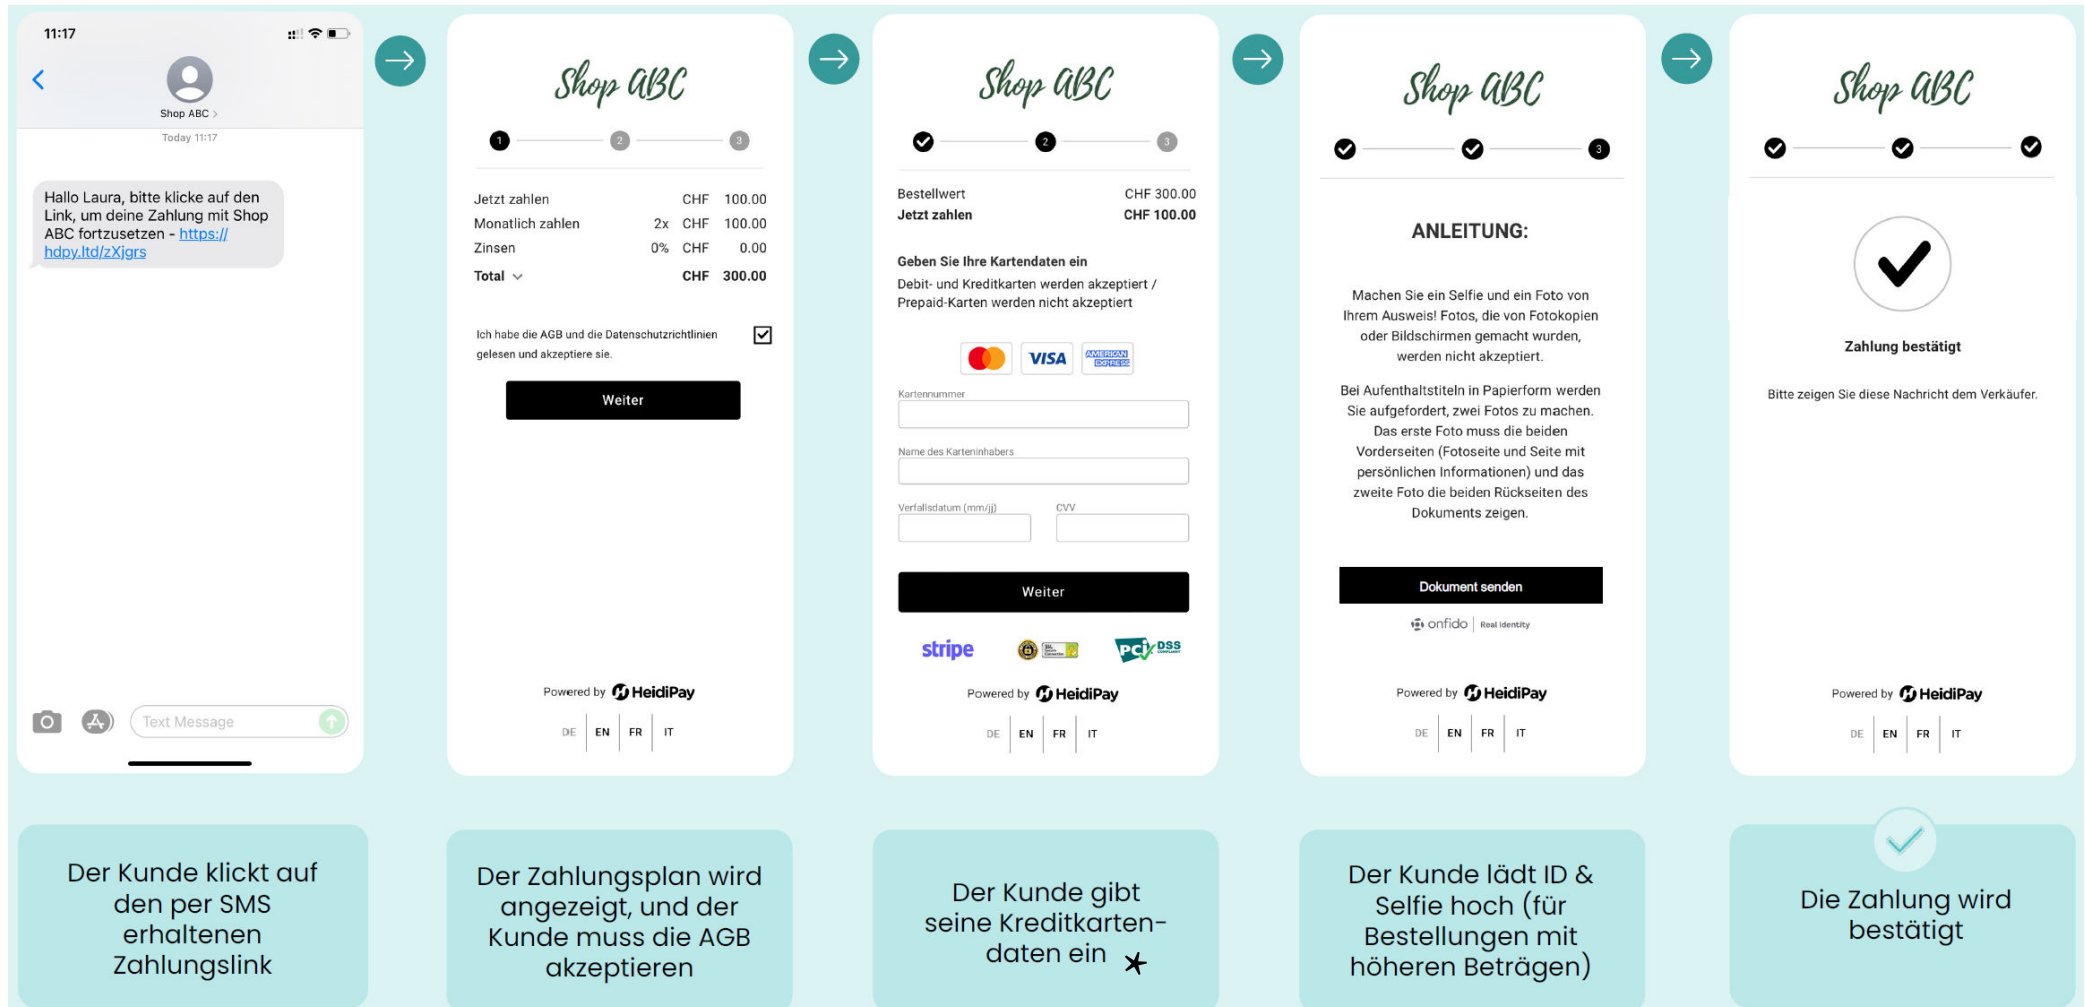 11:17
Shop ABC >
Today 11:17
Hallo Laura, bitte klicke auf den
Link, um deine Zahlung mit Shop
ABC fortzusetzen - https://
hdpy.ltd/zXjgrs
Text Message
Der Kunde klickt auf
den per SMS
erhaltenen
Zahlungslink
Shop ABC
1 2 3
Jetzt zahlen CHF 100.00
Monatlich zahlen 2x CHF 100.00
Zinsen 0% CHF 0.00
Total CHF 300.00
Ich habe die AGB und die Datenschutzrichtlinien
gelesen und akzeptiere sie.
Weiter
Powered by HeidiPay
DE EN FR IT
Der Zahlungsplan wird
angezeigt, und der
Kunde muss die AGB
akzeptieren
Shop ABC
2 3
Bestellwert CHF 300.00
Jetzt zahlen CHF 100.00
Geben Sie Ihre Kartendaten ein
Debit- und Kreditkarten werden akzeptiert /
Prepaid-Karten werden nicht akzeptiert
VISA AMERICAN EXPRESS
Kartennummer
Name des Karteninhabers
Verfallsdatum (mm/jj) CVV
Weiter
stripe PCI DSS
Powered by HeidiPay
DE EN FR IT
Der Kunde gibt
seine Kreditkarten-
daten ein *
Shop ABC
3
ANLEITUNG:
Machen Sie ein Selfie und ein Foto von
Ihrem Ausweis! Fotos, die von Fotokopien
oder Bildschirmen gemacht wurden,
werden nicht akzeptiert.
Bei Aufenthaltstiteln in Papierform werden
Sie aufgefordert, zwei Fotos zu machen.
Das erste Foto muss die beiden
Vorderseiten (Fotoseite und Seite mit
persönlichen Informationen) und das
zweite Foto die beiden Rückseiten des
Dokuments zeigen.
Dokument senden
onfido | Real Identity
Powered by HeidiPay
DE EN FR IT
Der Kunde lädt ID &
Selfie hoch (für
Bestellungen mit
höheren Beträgen)
Shop ABC
Zahlung bestätigt
Bitte zeigen Sie diese Nachricht dem Verkäufer.
Powered by HeidiPay
DE EN FR IT
Die Zahlung wird
bestätigt